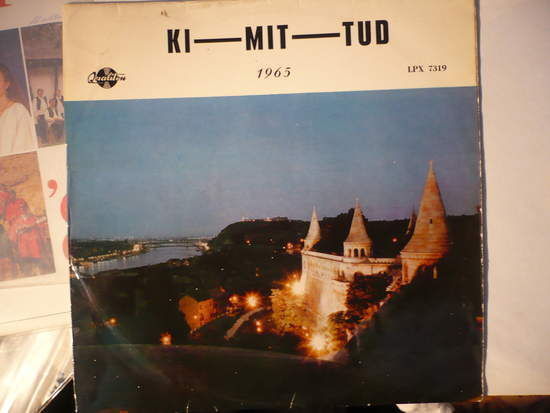 KI—MIT—TUD
1965
Qualiton
LPX 7319